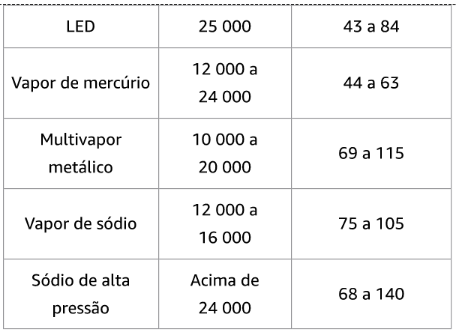 LED 25 000 43 a 84
Vapor de mercúrio 12 000 a 24 000 44 a 63
Multivapor metálico 10 000 a 20 000 69 a 115
Vapor de sódio 12 000 a 16 000 75 a 105
Sódio de alta pressão Acima de 24 000 68 a 140